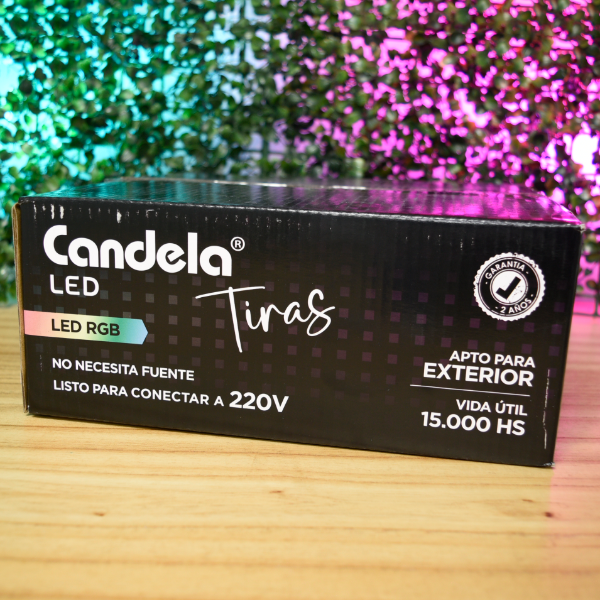 Candela®
LED
Tiras
LED RGB
NO NECESITA FUENTE
LISTO PARA CONECTAR A 220V
GARANTIA
2 AÑOS
APTO PARA
EXTERIOR
VIDA ÚTIL
15.000 HS